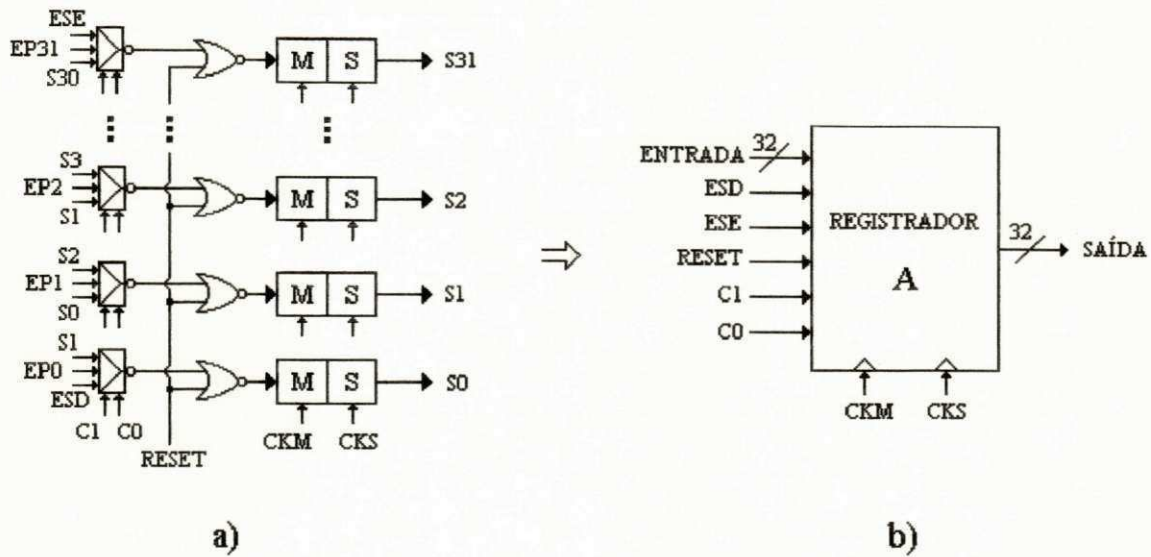 ESE
EP31
S30
M S
S31
S3
EP2
S1
M S
S2
S2
EP1
S0
M S
S1
S1
EP0
ESD
M S
S0
C1 C0
CKM CKS
RESET
a)
ENTRADA
32
ESD
ESE
RESET
C1
C0
REGISTRADOR
A
32
SAÍDA
CKM CKS
b)